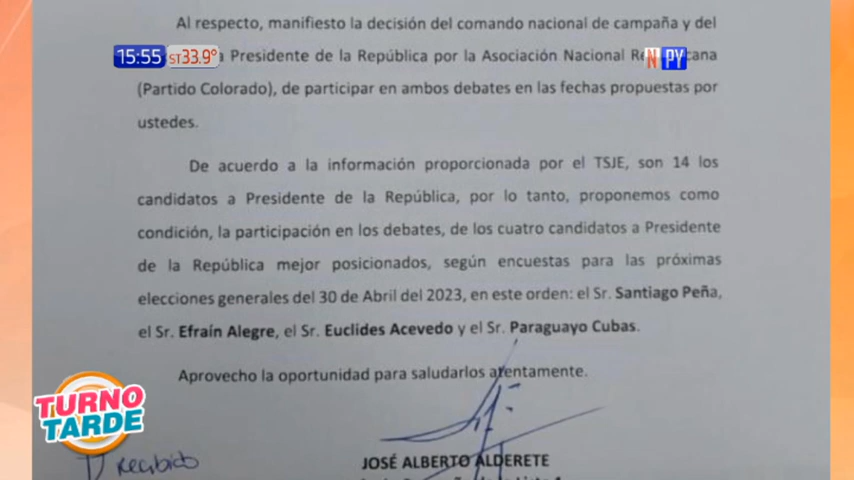 Al respecto, manifiesto la decisión del comando nacional de campaña y del
15:55 ST33.9° Presidente de la República por la Asociación Nacional N PY
(Partido Colorado), de participar en ambos debates en las fechas propuestas por
ustedes.
De acuerdo a la información proporcionada por el TSJE, son 14 los
candidatos a Presidente de la República, por lo tanto, proponemos como
condición, la participación en los debates, de los cuatro candidatos a Presidente
de la República mejor posicionados, según encuestas para las próximas
elecciones generales del 30 de Abril del 2023, en este orden: el Sr. Santiago Peña,
el Sr. Efraín Alegre, el Sr. Euclides Acevedo y el Sr. Paraguayo Cubas.
Aprovecho la oportunidad para saludarlos atentamente.
TURNO
TARDE
Recibido
JOSÉ ALBERTO ALDERETE